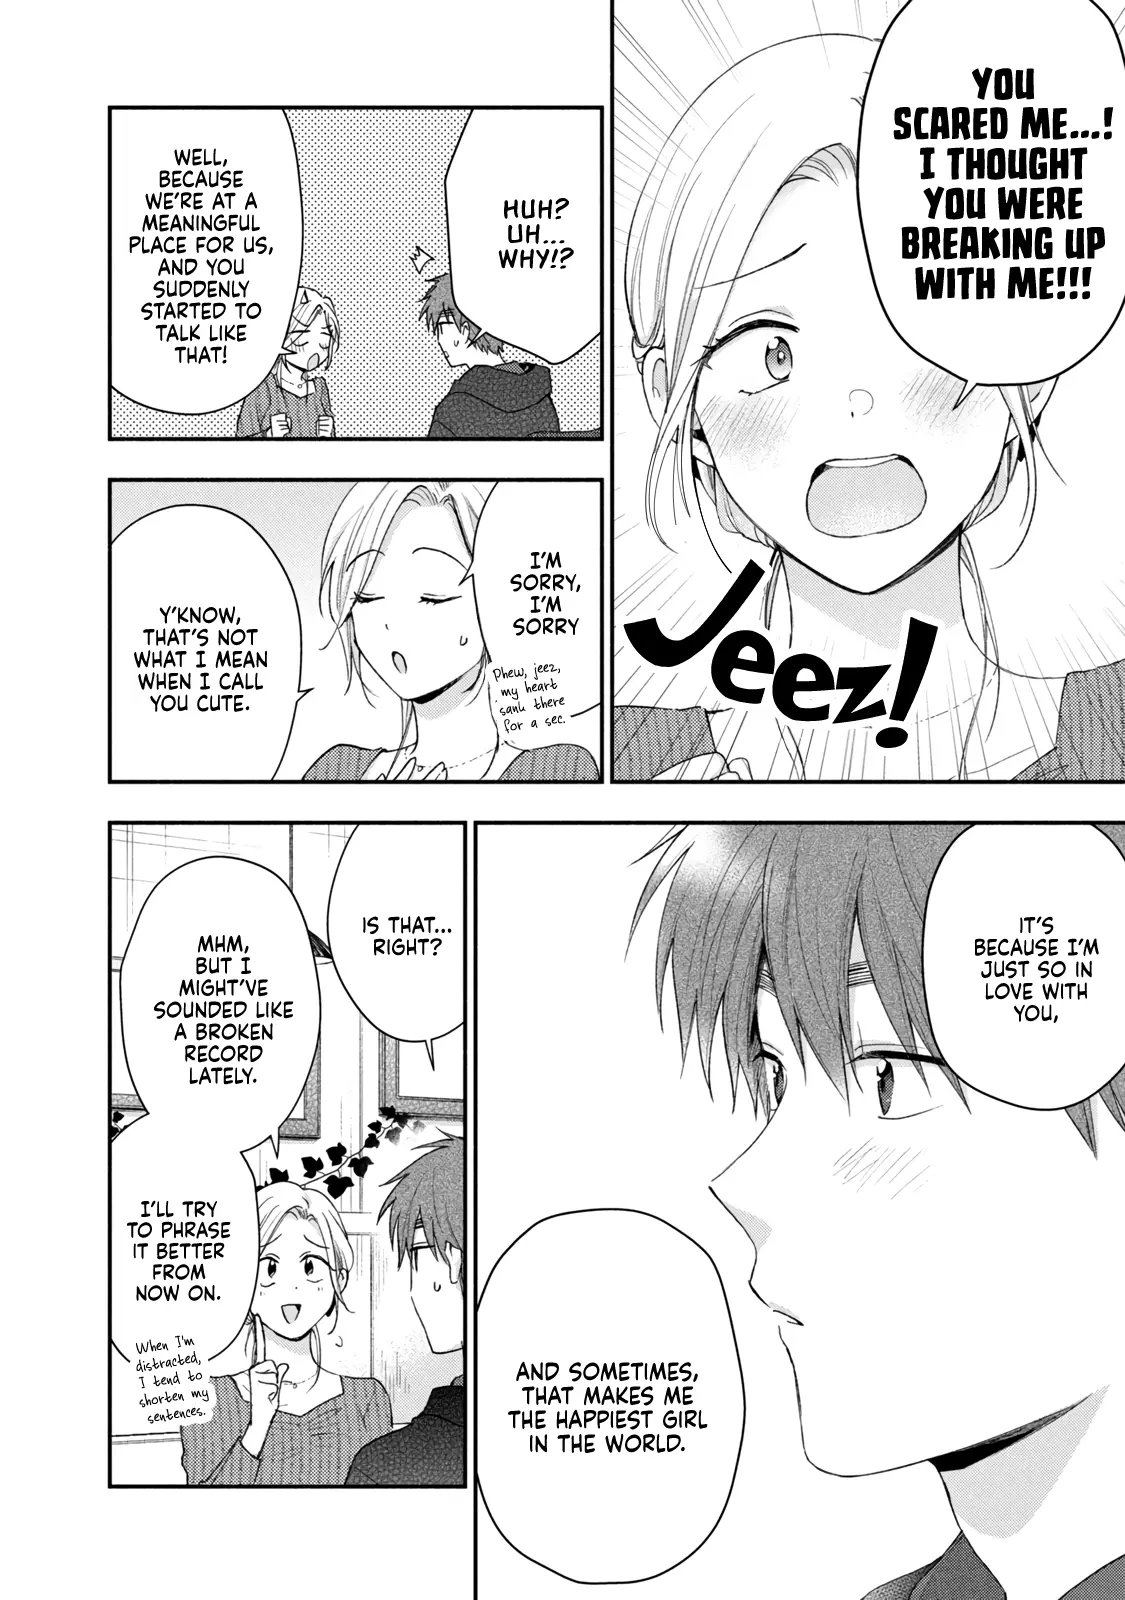 YOU
SCARED ME...!
I THOUGHT
YOU WERE
BREAKING UP
WITH ME!!!
Jeez!
HUH?
UH...
WHY!?
WELL,
BECAUSE
WE'RE AT A
MEANINGFUL
PLACE FOR US,
AND YOU
SUDDENLY
STARTED TO
TALK LIKE
THAT!
I'M
SORRY,
I'M
SORRY
Phew, jeez,
my heart
sank there
for a sec.
Y'KNOW,
THAT'S NOT
WHAT I MEAN
WHEN I CALL
YOU CUTE.
IT'S
BECAUSE I'M
JUST SO IN
LOVE WITH
YOU,
AND SOMETIMES,
THAT MAKES ME
THE HAPPIEST GIRL
IN THE WORLD.
IS THAT...
RIGHT?
MHM,
BUT I
MIGHT'VE
SOUNDED LIKE
A BROKEN
RECORD
LATELY.
I'LL TRY
TO PHRASE
IT BETTER
FROM
NOW ON.
When I'm
distracted,
I tend to
shorten my
sentences.